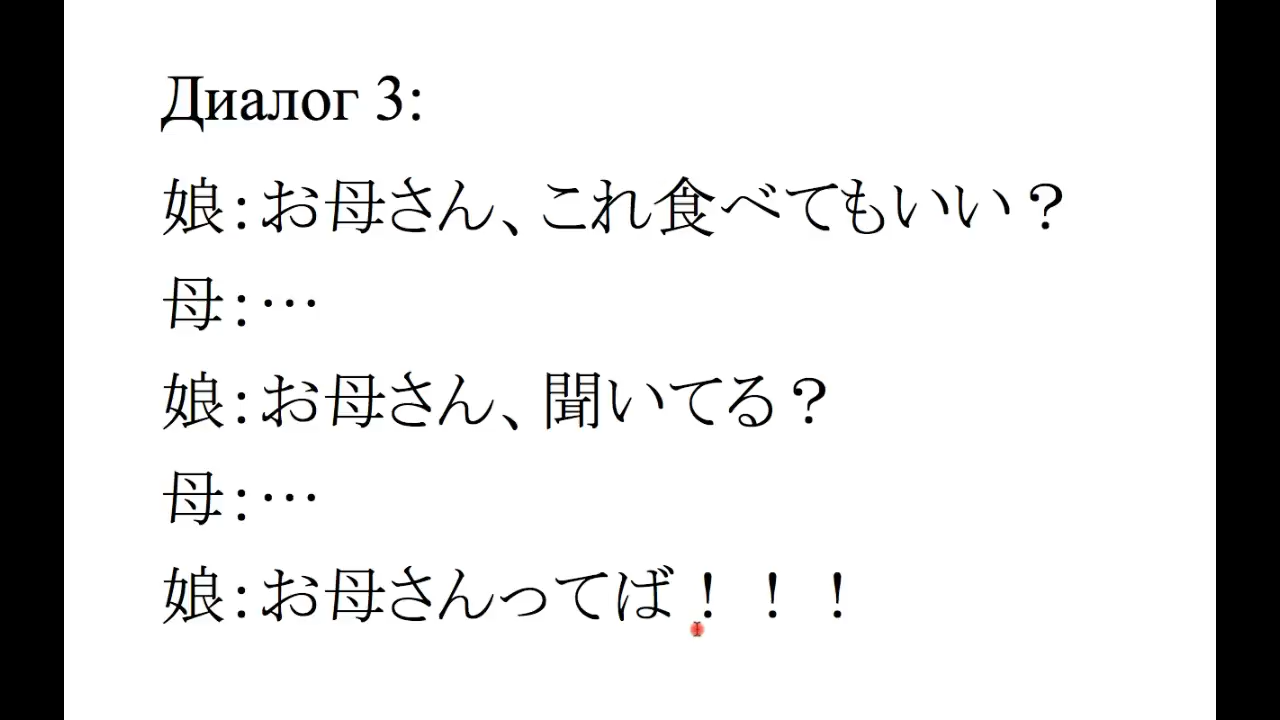 Диалог 3:
娘：お母さん、これ食べてもいい？
母：…
娘：お母さん、聞いてる？
母：…
娘：お母さんってば！！！